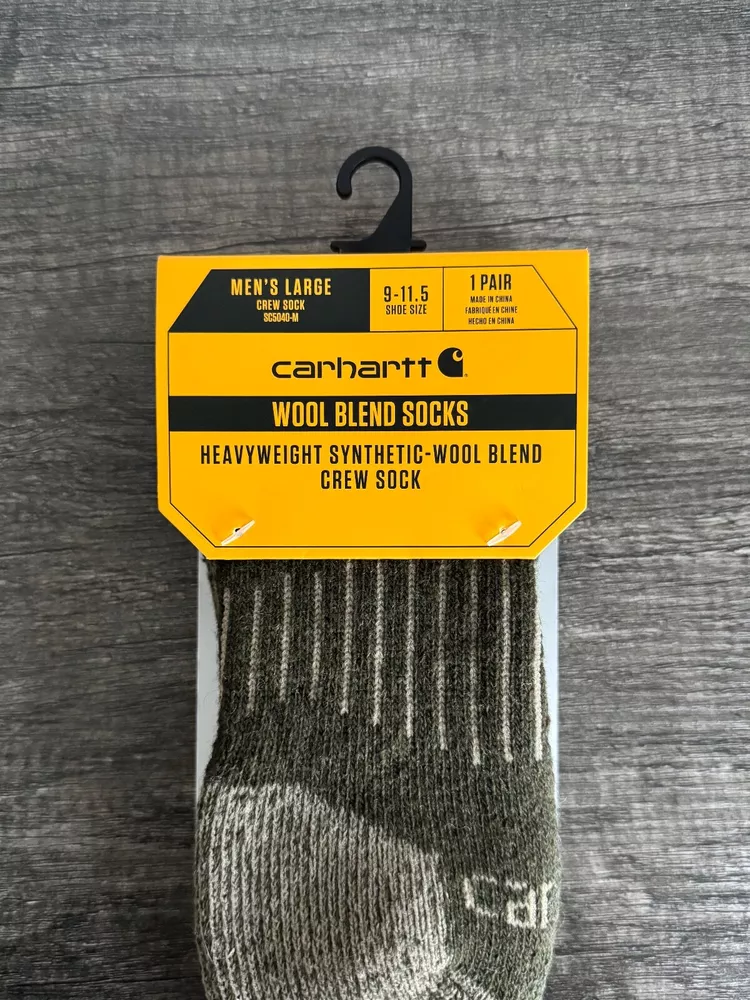 MEN'S LARGE
CREW SOCK
SC5040-M
9-11.5
SHOE SIZE
1 PAIR
MADE IN CHINA
FABRIQUÉ EN CHINE
HECHO EN CHINA
carhartt
WOOL BLEND SOCKS
HEAVYWEIGHT SYNTHETIC-WOOL BLEND
CREW SOCK
car